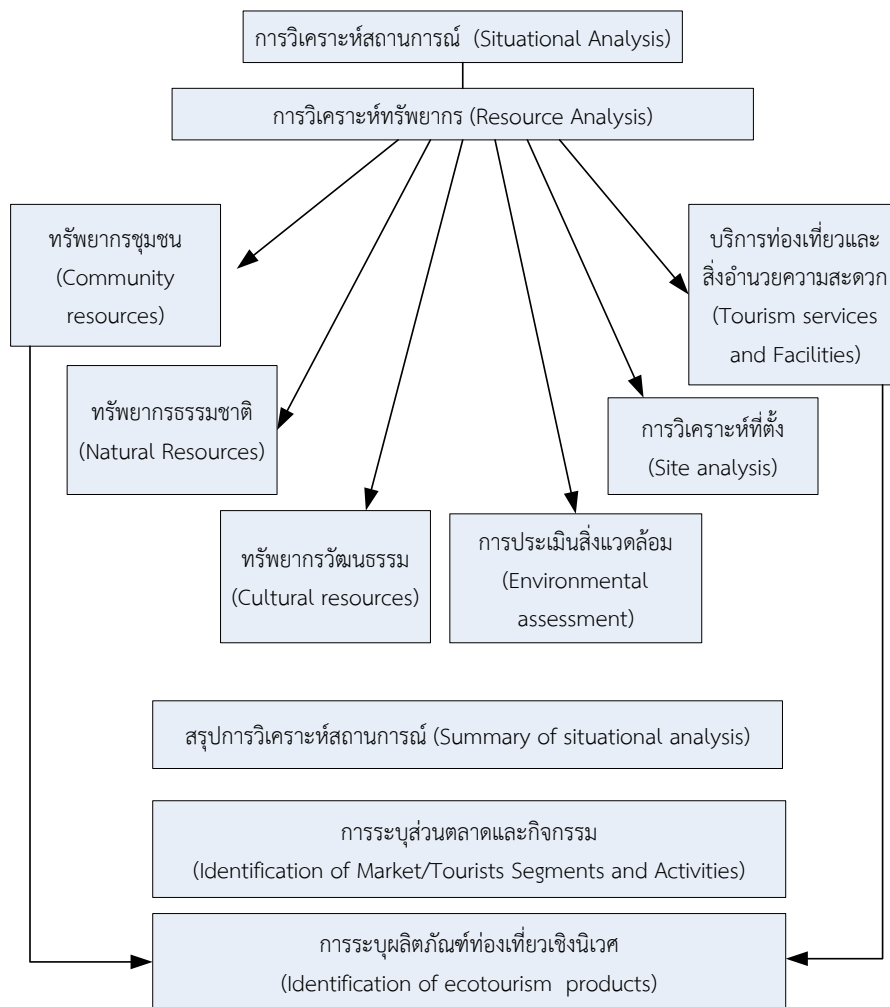 การวิเคราะห์สถานการณ์ (Situational Analysis)
การวิเคราะห์ทรัพยากร (Resource Analysis)
ทรัพยากรชุมชน
(Community
resources)
บริการท่องเที่ยวและ
สิ่งอำนวยความสะดวก
(Tourism services
and Facilities)
ทรัพยากรธรรมชาติ
(Natural Resources)
การวิเคราะห์ที่ตั้ง
(Site analysis)
ทรัพยากรวัฒนธรรม
(Cultural resources)
การประเมินสิ่งแวดล้อม
(Environmental
assessment)
สรุปการวิเคราะห์สถานการณ์ (Summary of situational analysis)
การระบุส่วนตลาดและกิจกรรม
(Identification of Market/Tourists Segments and Activities)
การระบุผลิตภัณฑ์ท่องเที่ยวเชิงนิเวศ
(Identification of ecotourism products)